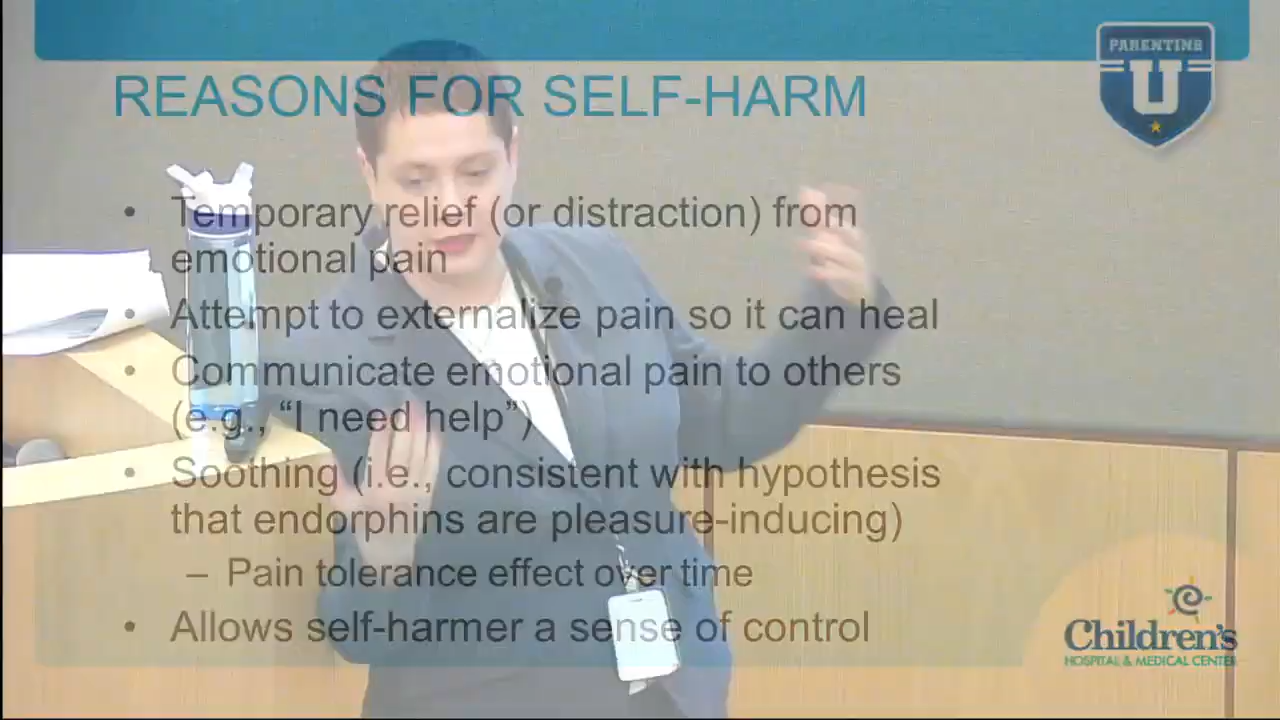 PARENTING
U
REASONS FOR SELF-HARM
• Temporary relief (or distraction) from
emotional pain
• Attempt to externalize pain so it can heal
• Communicate emotional pain to others
(e.g., “I need help”)
• Soothing (i.e., consistent with hypothesis
that endorphins are pleasure-inducing)
– Pain tolerance effect over time
• Allows self-harmer a sense of control
Children's
HOSPITAL & MEDICAL CENTER